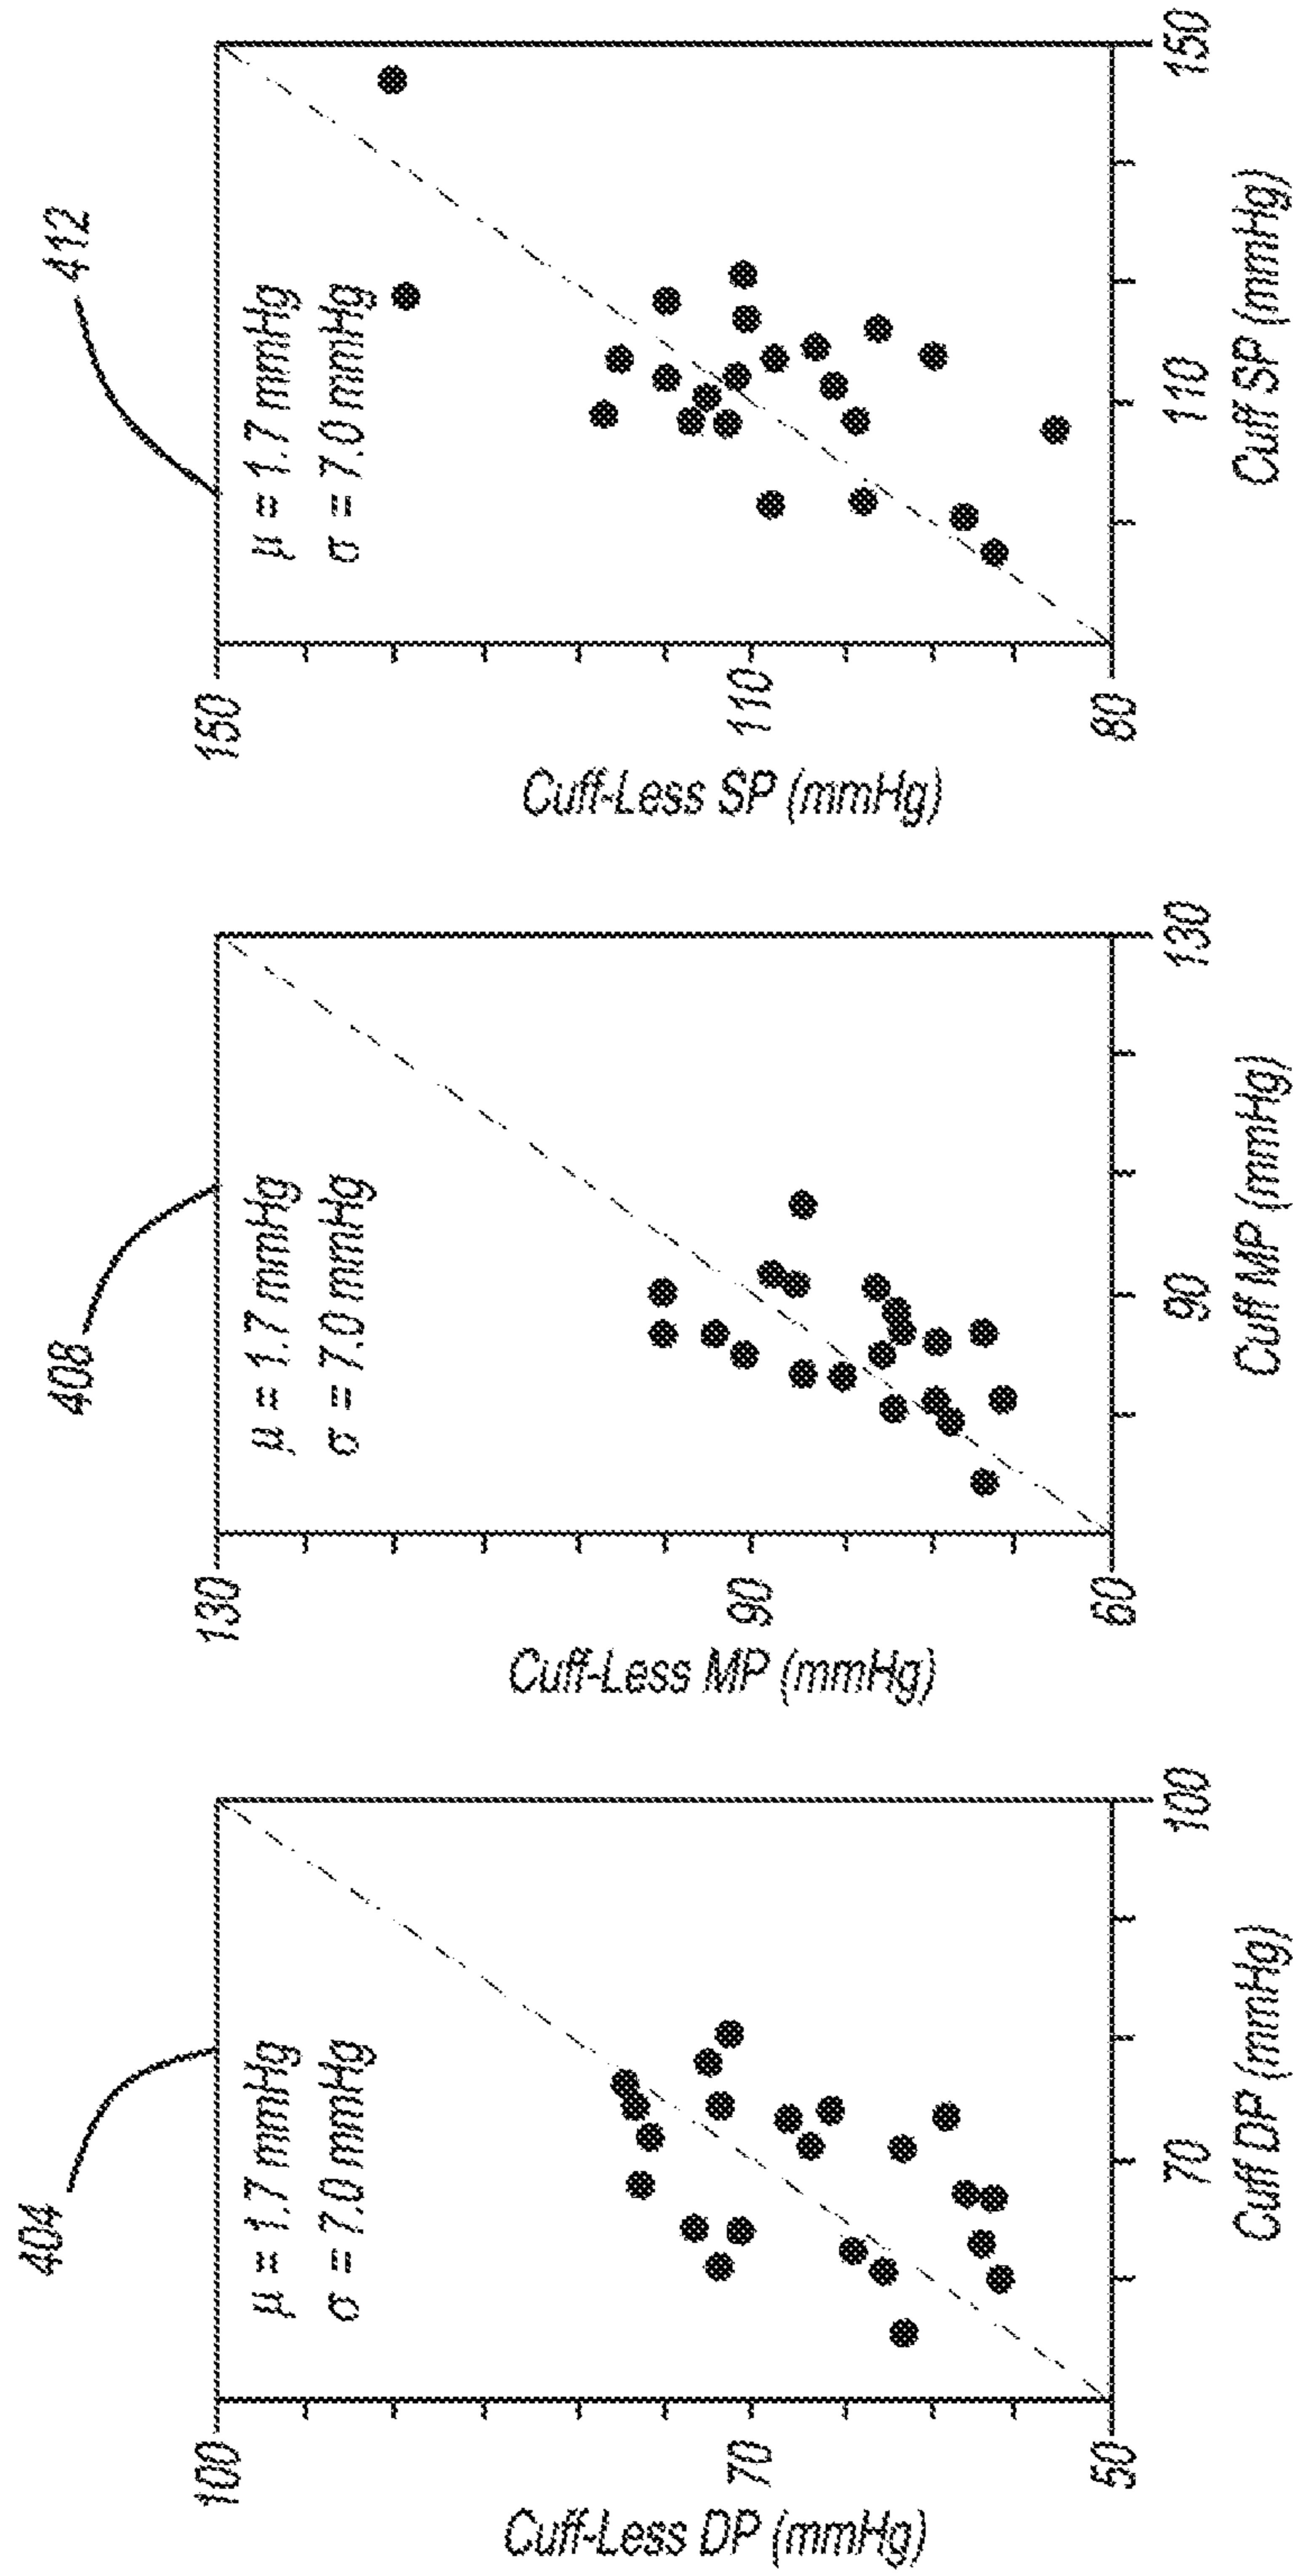 404
100
μ = 1.7 mmHg
σ = 7.0 mmHg
Cuff-Less DP (mmHg)
70
50
70
100
Cuff DP (mmHg)
408
130
μ = 1.7 mmHg
σ = 7.0 mmHg
Cuff-Less MP (mmHg)
90
60
90
130
Cuff MP (mmHg)
412
150
μ = 1.7 mmHg
σ = 7.0 mmHg
Cuff-Less SP (mmHg)
110
80
110
150
Cuff SP (mmHg)